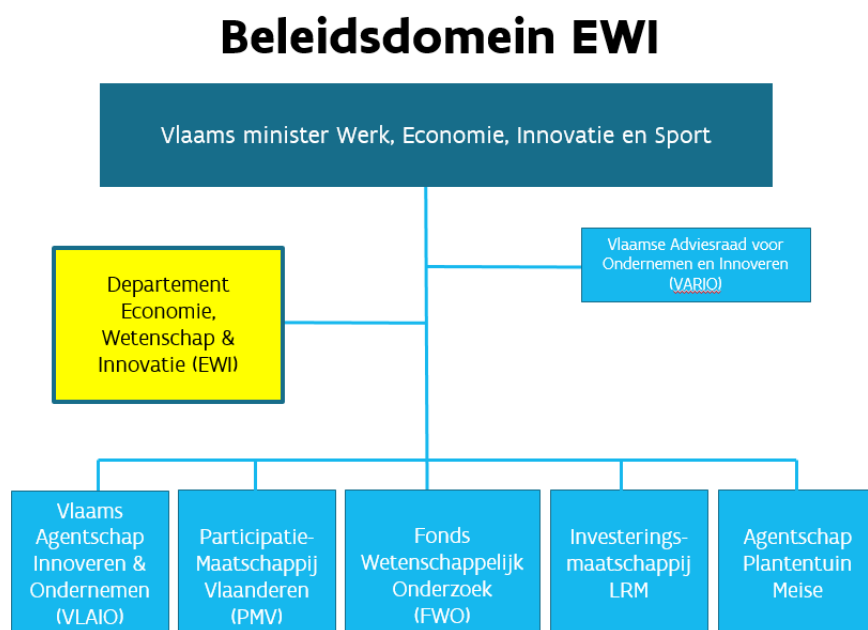 Beleidsdomein EWI
Vlaams minister Werk, Economie, Innovatie en Sport
Vlaamse Adviesraad voor
Ondernemen en Innoveren
(VARIO)
Departement
Economie,
Wetenschap &
Innovatie (EWI)
Vlaams
Agentschap
Innoveren &
Ondernemen
(VLAIO)
Participatie-
Maatschappij
Vlaanderen
(PMV)
Fonds
Wetenschappelijk
Onderzoek
(FWO)
Investerings-
maatschappij
LRM
Agentschap
Plantentuin
Meise